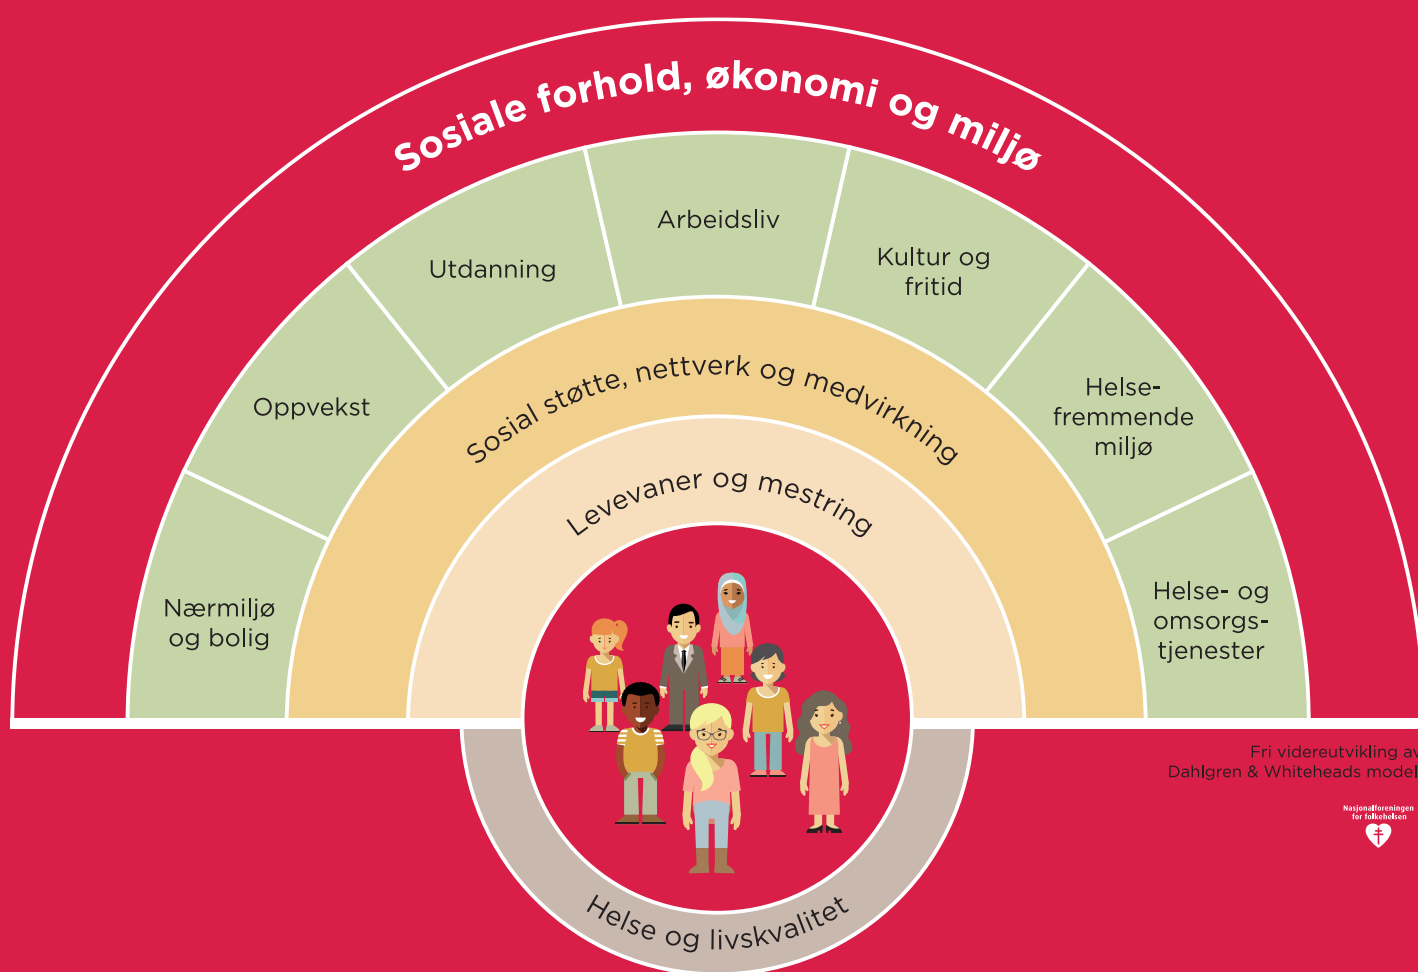 Sosiale forhold, økonomi og miljø
Arbeidsliv
Utdanning
Kultur og
fritid
Oppvekst
Helse-
fremmende
miljø
Nærmiljø
og bolig
Helse- og
omsorgs-
tjenester
Sosial støtte, nettverk og medvirkning
Levevaner og mestring
Helse og livskvalitet
Fri videreutvikling av
Dahlgren & Whiteheads model
Nasjonalforeningen
for folkehelsen